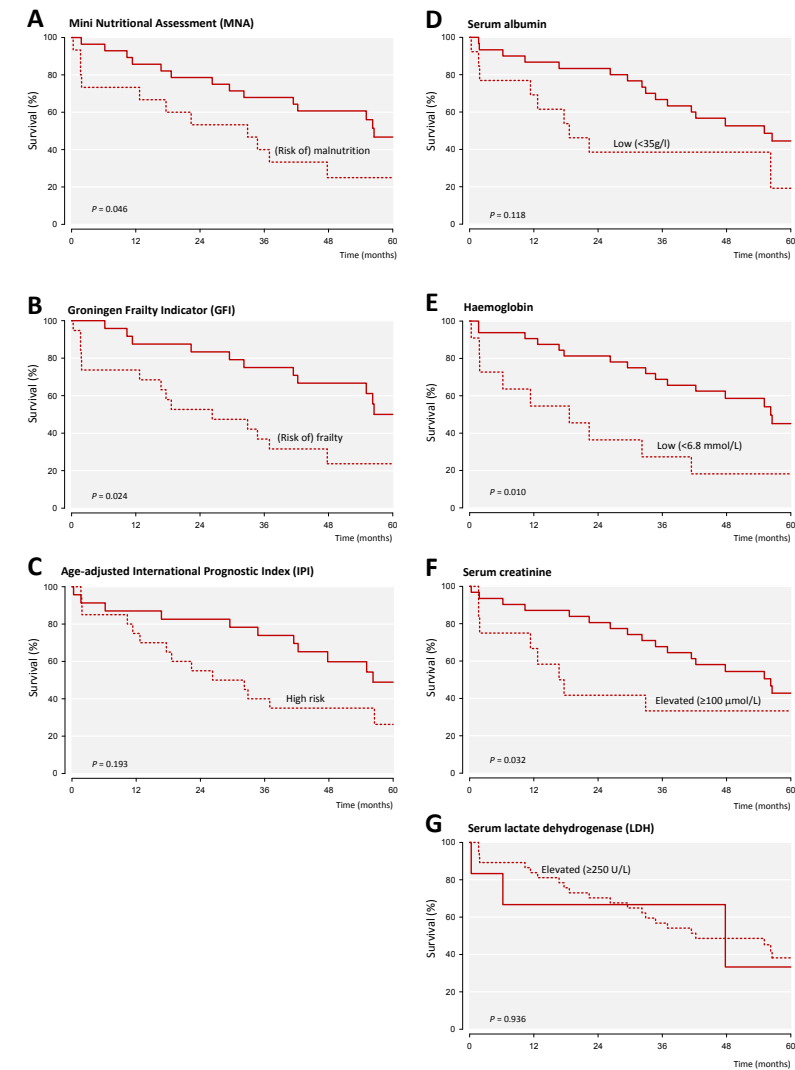 A
Mini Nutritional Assessment (MNA)
Survival (%)
100
80
60
40
20
0
(Risk of) malnutrition
P = 0.046
0 12 24 36 48 60
Time (months)
B
Groningen Frailty Indicator (GFI)
Survival (%)
100
80
60
40
20
0
(Risk of) frailty
P = 0.024
0 12 24 36 48 60
Time (months)
C
Age-adjusted International Prognostic Index (IPI)
Survival (%)
100
80
60
40
20
0
High risk
P = 0.193
0 12 24 36 48 60
Time (months)
D
Serum albumin
Survival (%)
100
80
60
40
20
0
Low (<35g/l)
P = 0.118
0 12 24 36 48 60
Time (months)
E
Haemoglobin
Survival (%)
100
80
60
40
20
0
Low (<6.8 mmol/L)
P = 0.010
0 12 24 36 48 60
Time (months)
F
Serum creatinine
Survival (%)
100
80
60
40
20
0
Elevated (≥100 µmol/L)
P = 0.032
0 12 24 36 48 60
Time (months)
G
Serum lactate dehydrogenase (LDH)
Survival (%)
100
80
60
40
20
0
Elevated (≥250 U/L)
P = 0.936
0 12 24 36 48 60
Time (months)